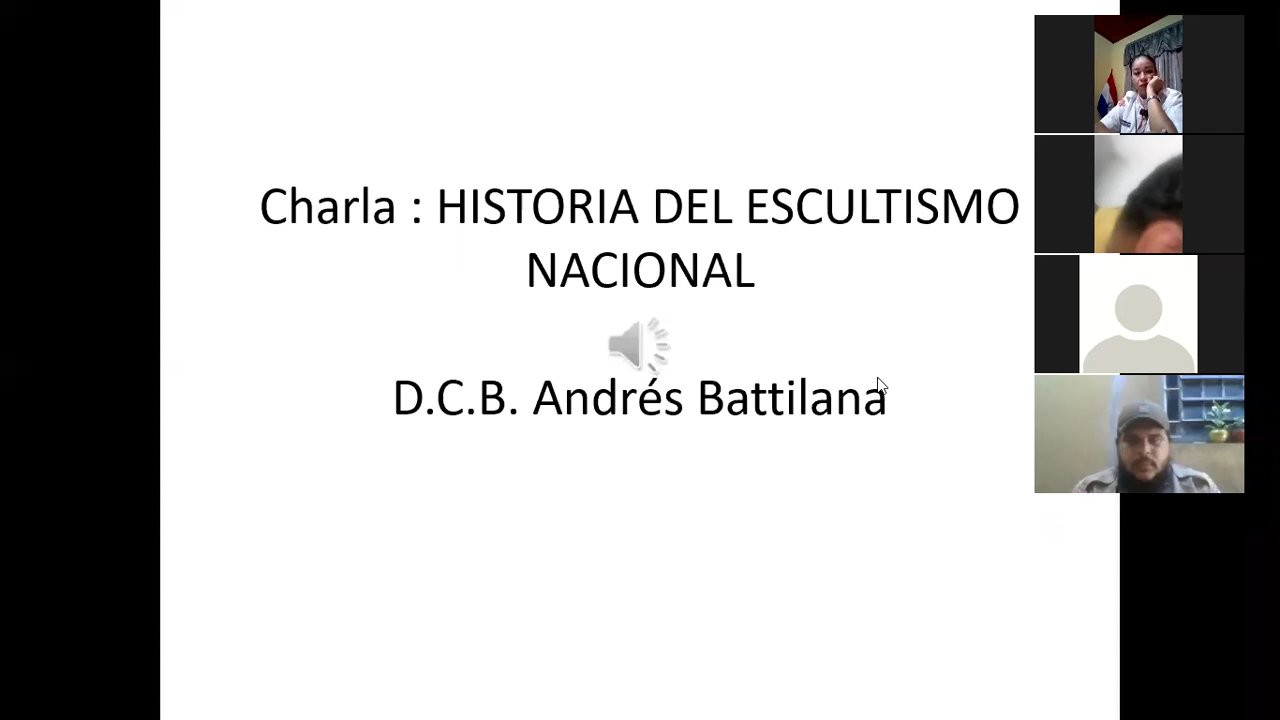 Charla : HISTORIA DEL ESCULTISMO
NACIONAL
D.C.B. Andrés Battilana